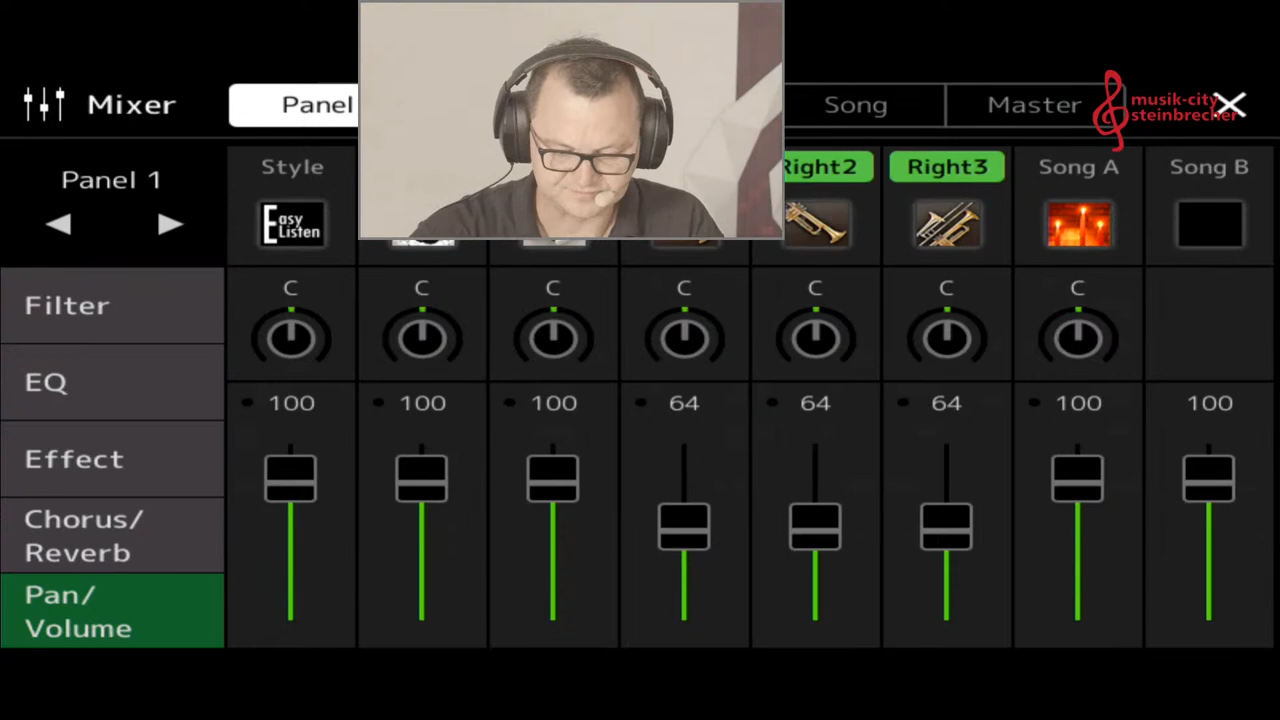 Mixer
Panel
Song
Master
musik-city
steinbrecher
Panel 1
Style
Right2
Right3
Song A
Song B
Easy
Listen
Filter
C
C
C
C
C
C
C
EQ
100
100
100
64
64
64
100
100
Effect
Chorus/
Reverb
Pan/
Volume